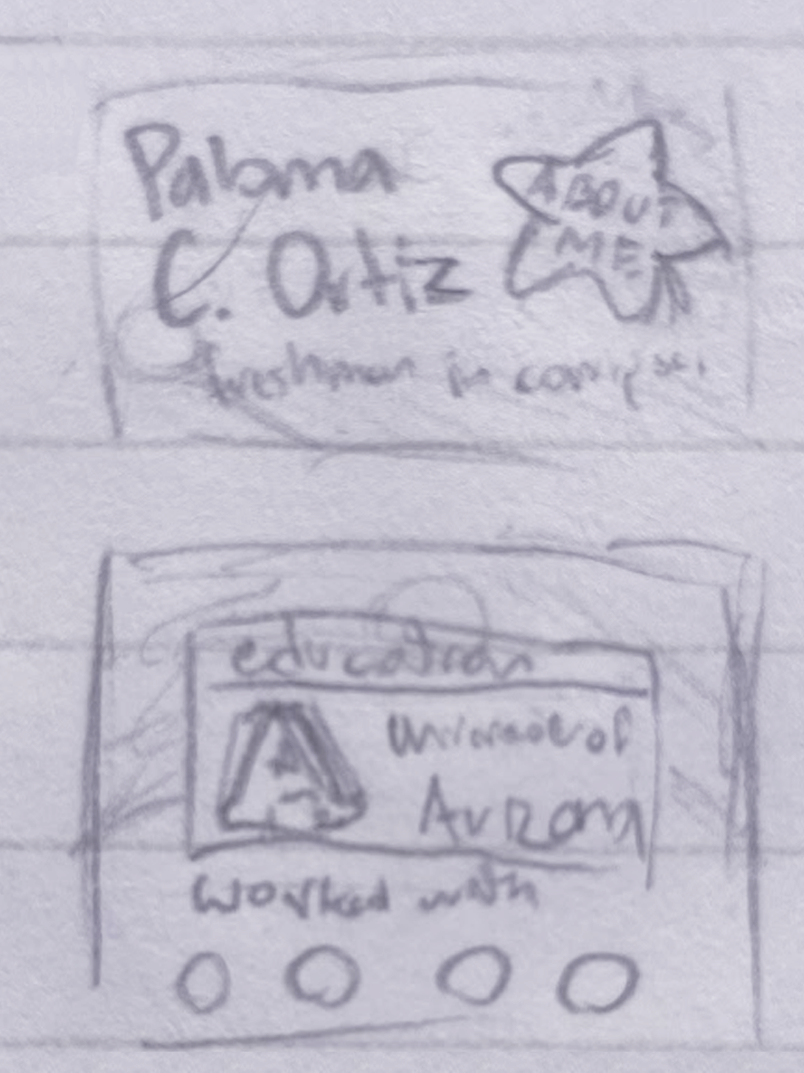 Paloma
C. Ortiz
ABOUT
ME
freshman in comp sci
education
A
University of
Arizona
worked with